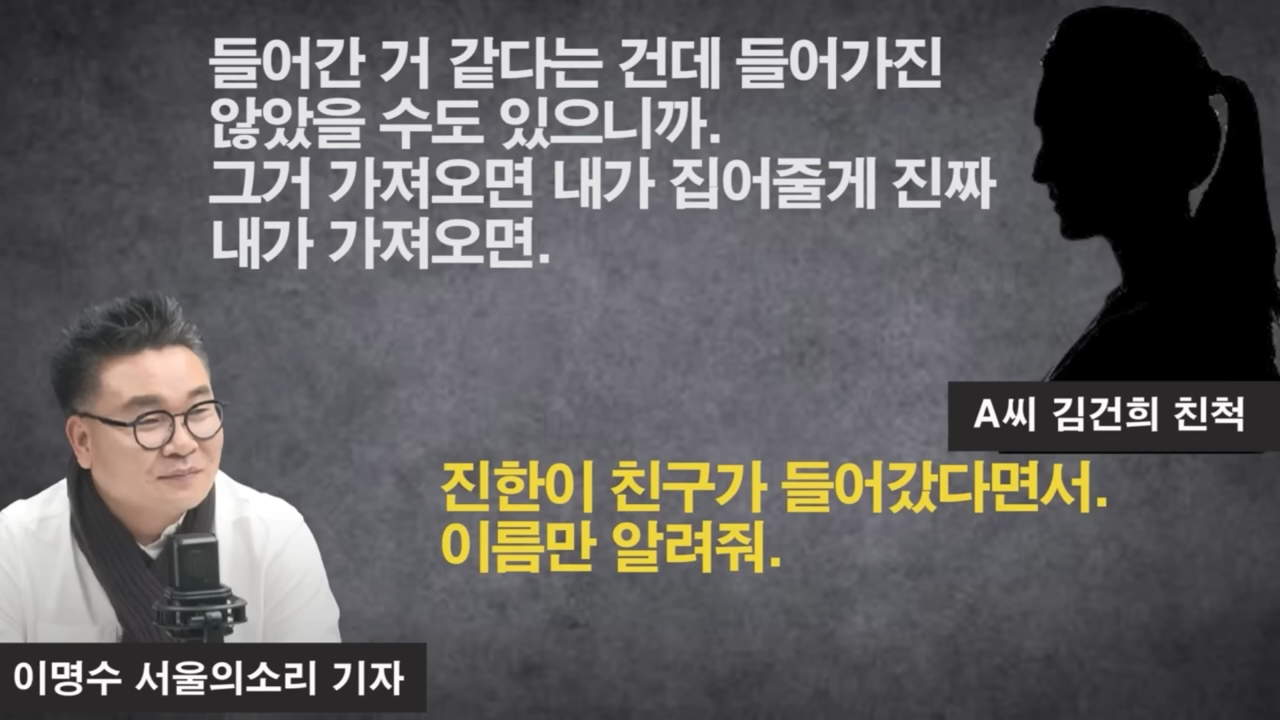 들어간 거 같다는 건데 들어가진
않았을 수도 있으니까.
그거 가져오면 내가 집어줄게 진짜
내가 가져오면.
A씨 김건희 친척
진한이 친구가 들어갔다면서.
이름만 알려줘.
이명수 서울의소리 기자